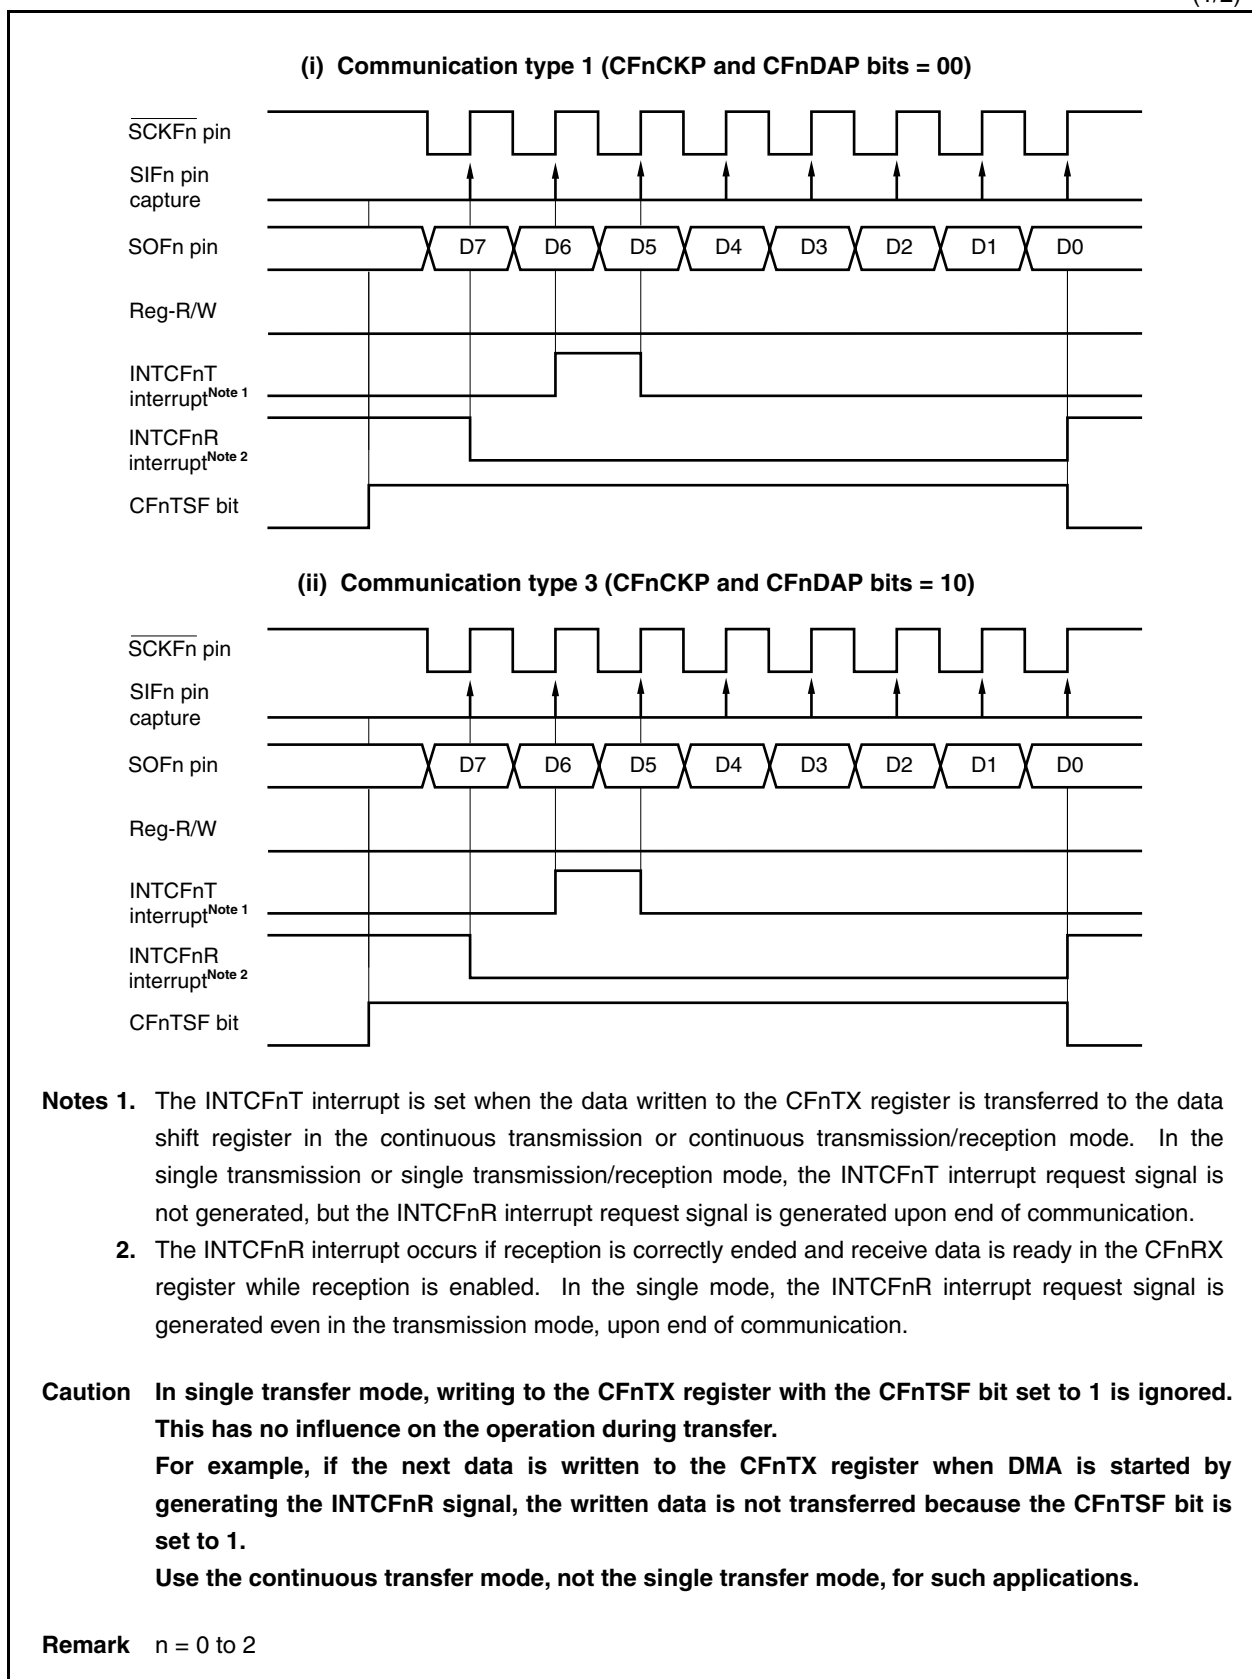 (i) Communication type 1 (CFnCKP and CFnDAP bits = 00)
SCKFn pin
SIFn pin
capture
SOFn pin D7 D6 D5 D4 D3 D2 D1 D0
Reg-R/W
INTCFnT
interrupt Note 1
INTCFnR
interrupt Note 2
CFnTSF bit
(ii) Communication type 3 (CFnCKP and CFnDAP bits = 10)
SCKFn pin
SIFn pin
capture
SOFn pin D7 D6 D5 D4 D3 D2 D1 D0
Reg-R/W
INTCFnT
interrupt Note 1
INTCFnR
interrupt Note 2
CFnTSF bit
Notes 1. The INTCFnT interrupt is set when the data written to the CFnTX register is transferred to the data
shift register in the continuous transmission or continuous transmission/reception mode. In the
single transmission or single transmission/reception mode, the INTCFnT interrupt request signal is
not generated, but the INTCFnR interrupt request signal is generated upon end of communication.
2. The INTCFnR interrupt occurs if reception is correctly ended and receive data is ready in the CFnRX
register while reception is enabled. In the single mode, the INTCFnR interrupt request signal is
generated even in the transmission mode, upon end of communication.
Caution In single transfer mode, writing to the CFnTX register with the CFnTSF bit set to 1 is ignored.
This has no influence on the operation during transfer.
For example, if the next data is written to the CFnTX register when DMA is started by
generating the INTCFnR signal, the written data is not transferred because the CFnTSF bit is
set to 1.
Use the continuous transfer mode, not the single transfer mode, for such applications.
Remark n = 0 to 2